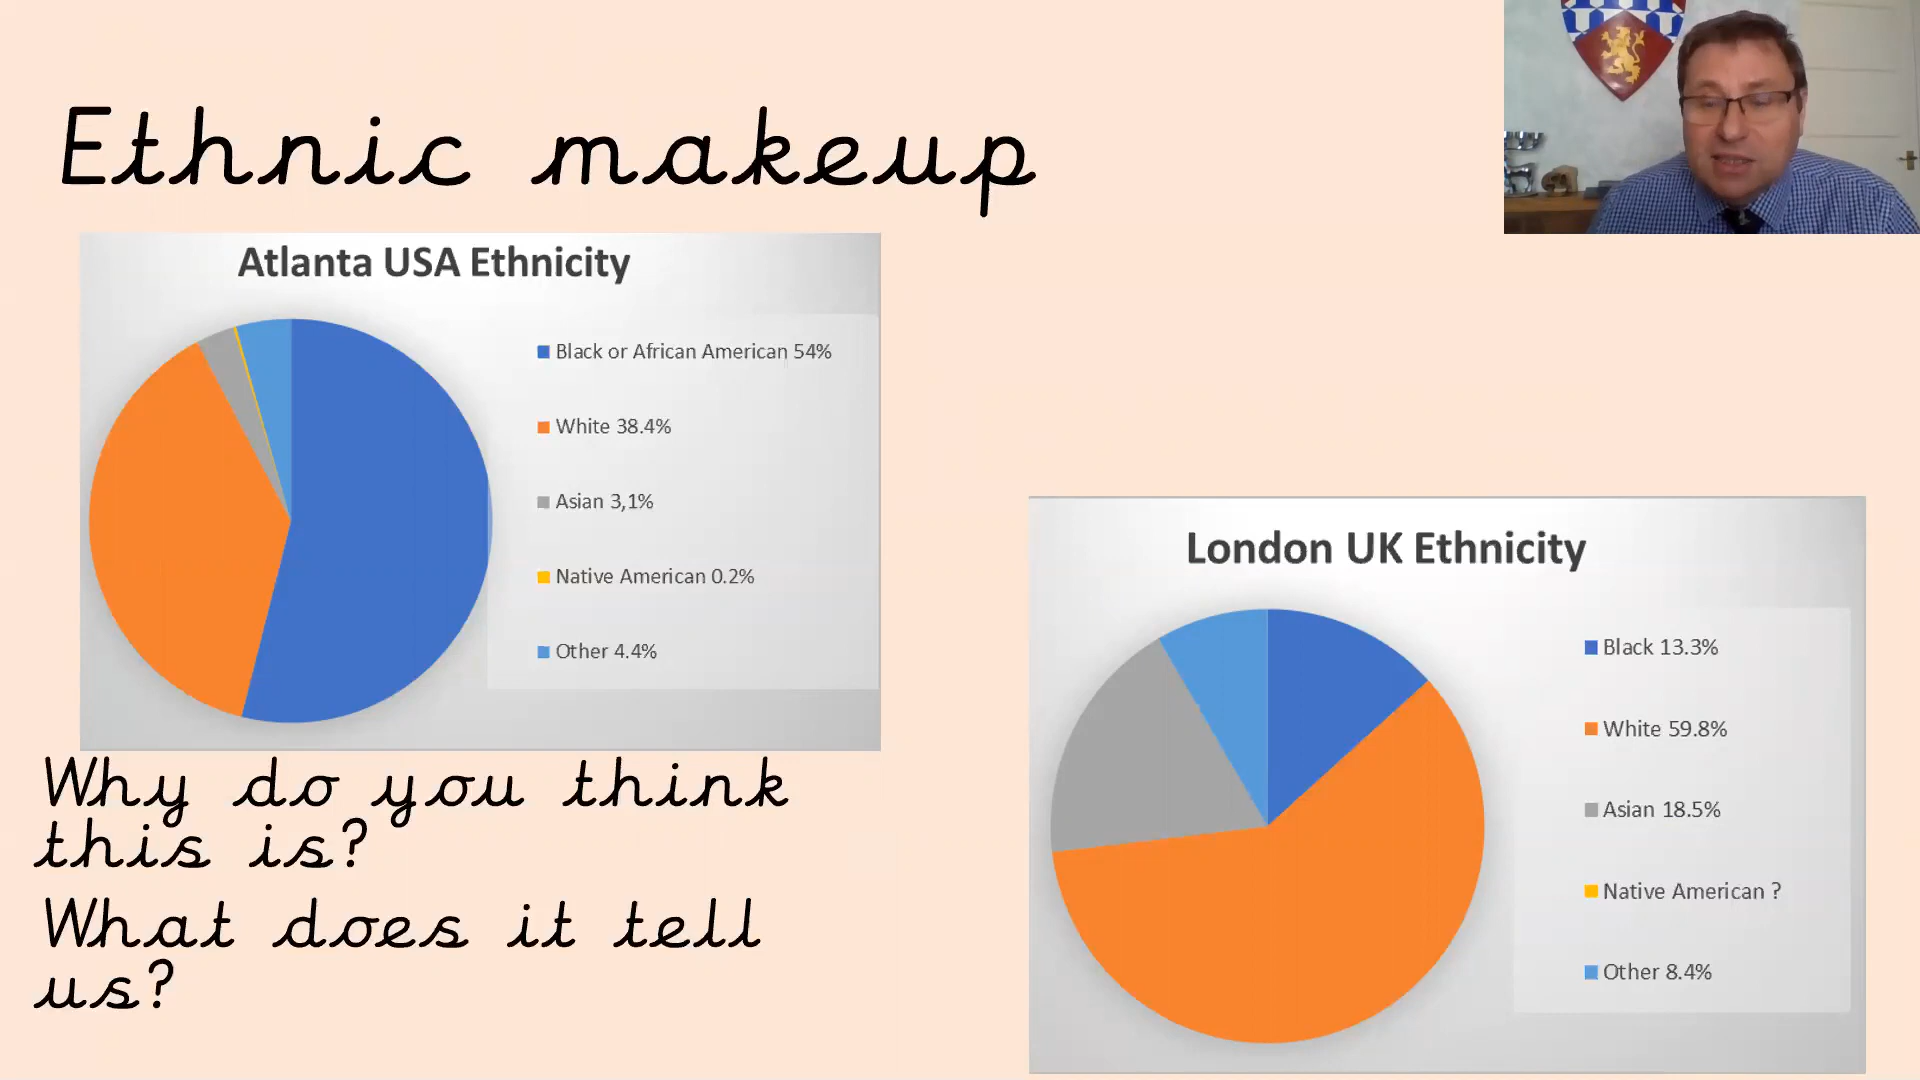 Ethnic makeup
Atlanta USA Ethnicity
Black or African American 54%
White 38.4%
Asian 3,1%
Native American 0.2%
Other 4.4%
Why do you think
this is?
What does it tell
us?
London UK Ethnicity
Black 13.3%
White 59.8%
Asian 18.5%
Native American ?
Other 8.4%